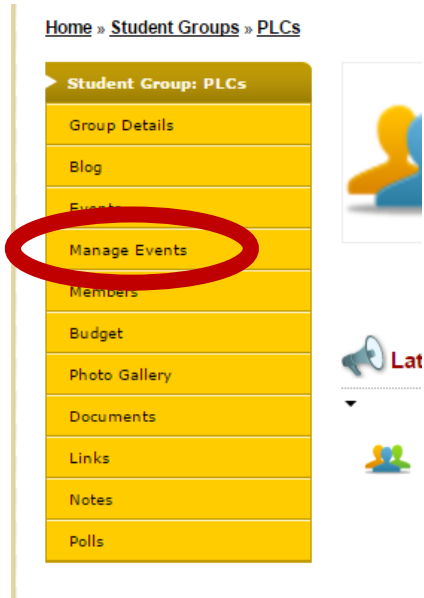 Home » Student Groups » PLCs
Student Group: PLCs
Group Details
Blog
Events
Manage Events
Members
Budget
Photo Gallery
Documents
Links
Notes
Polls
Lat